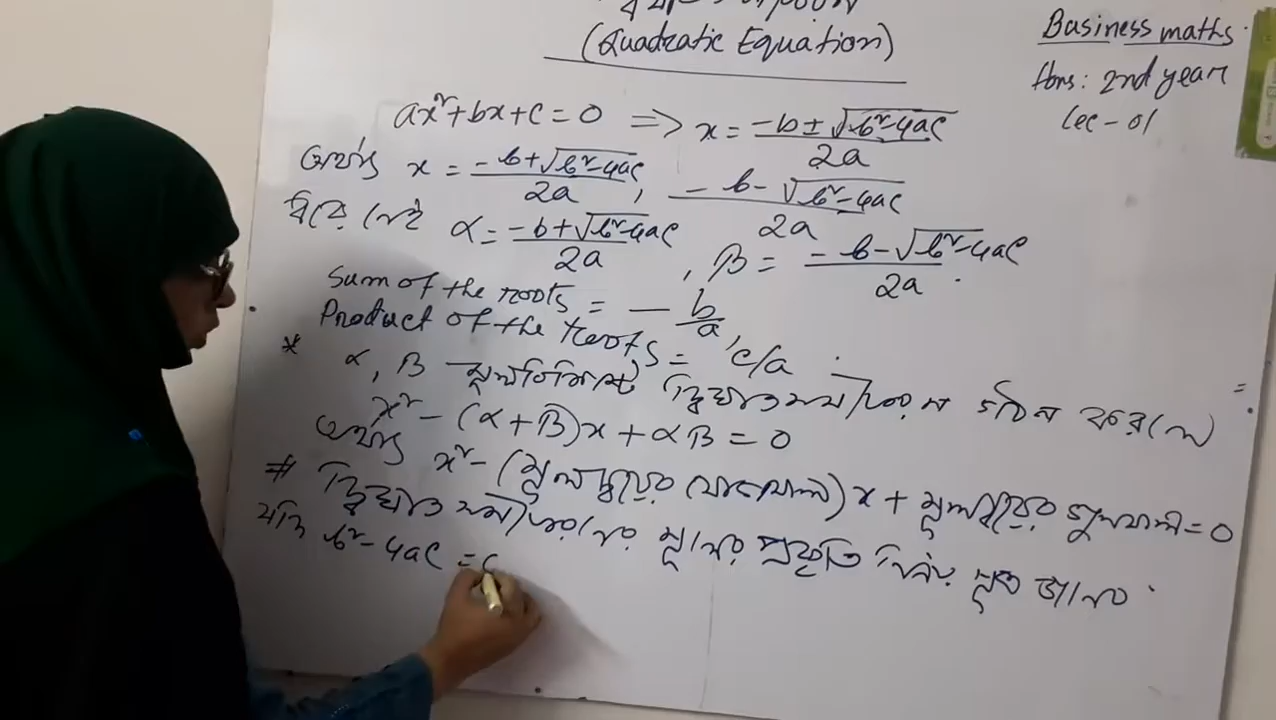 (Quadratic Equation)
Business maths
Hons: 2nd year
Lec - 01
ax²+bx+c = 0 => x = -b ± √b²-4ac / 2a
অর্থাৎ x = -b+√b²-4ac / 2a , -b-√b²-4ac / 2a
ধরে নেই α = -b+√b²-4ac / 2a , β = -b-√b²-4ac / 2a .
Sum of the roots = - b/a ,
Product of the roots = c/a .
* α, β মূলবিশিষ্ট দ্বিঘাত সমীকরণ গঠন কর
x² - (α+β)x + αβ = 0
অর্থাৎ x² - (মূলদ্বয়ের যোগফল)x + মূলদ্বয়ের গুণফল = 0
# দ্বিঘাত সমীকরণের মূলের প্রকৃতি নির্ণয়
যদি b²-4ac =